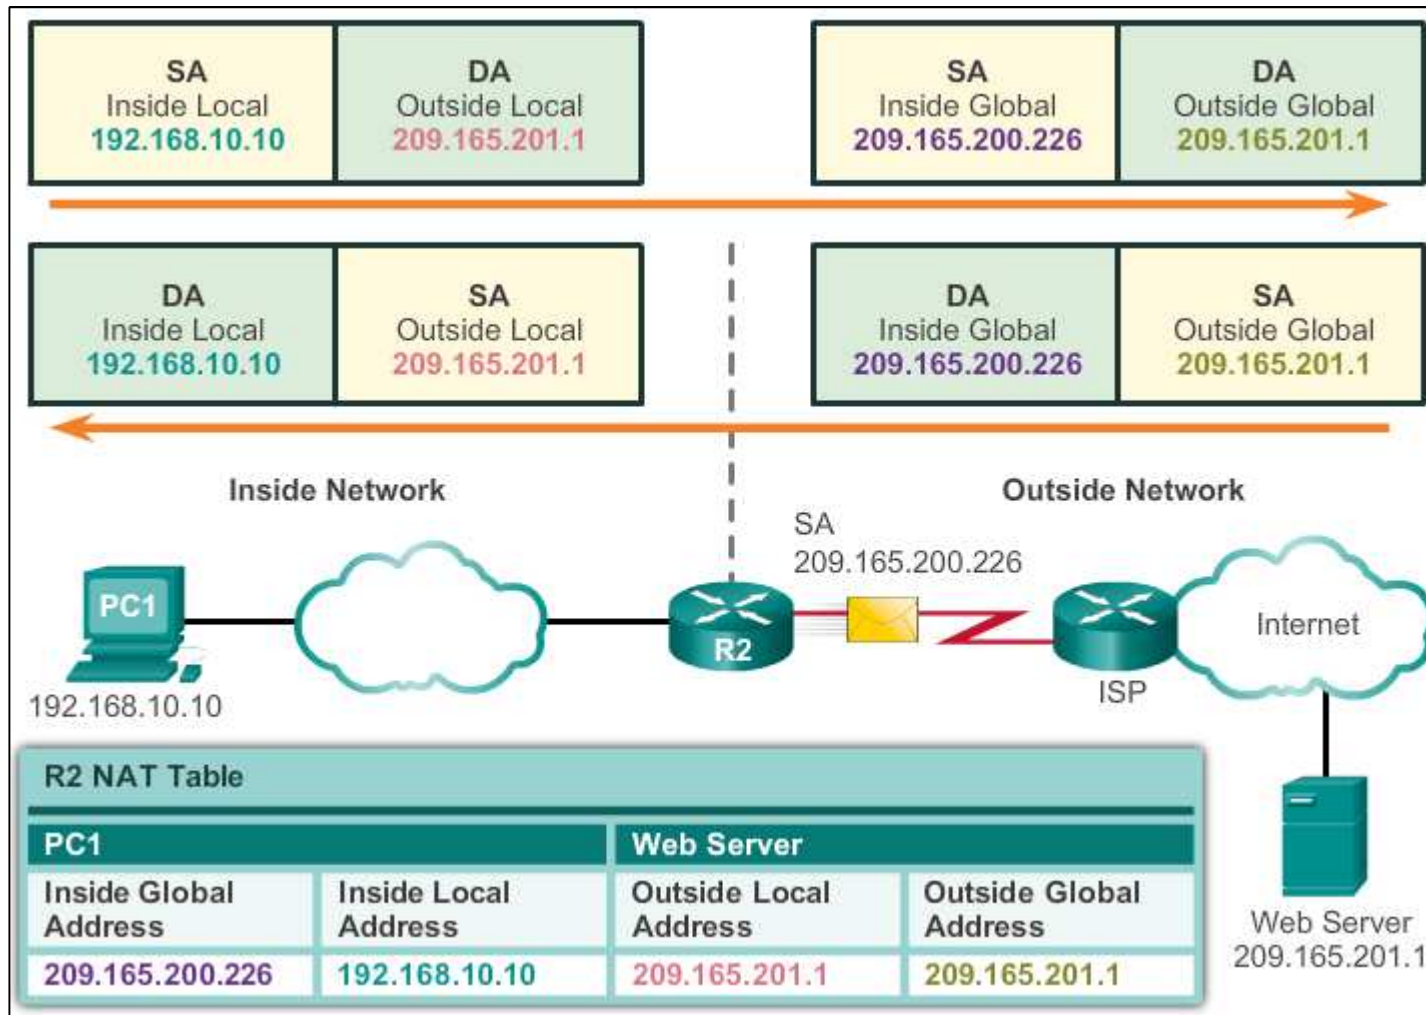 SA
Inside Local
192.168.10.10
DA
Outside Local
209.165.201.1
SA
Inside Global
209.165.200.226
DA
Outside Global
209.165.201.1
DA
Inside Local
192.168.10.10
SA
Outside Local
209.165.201.1
DA
Inside Global
209.165.200.226
SA
Outside Global
209.165.201.1
Inside Network
Outside Network
SA
209.165.200.226
PC1
192.168.10.10
R2
ISP
Internet
Web Server
209.165.201.1
R2 NAT Table
PC1
Web Server
Inside Global
Address
Inside Local
Address
Outside Local
Address
Outside Global
Address
209.165.200.226
192.168.10.10
209.165.201.1
209.165.201.1